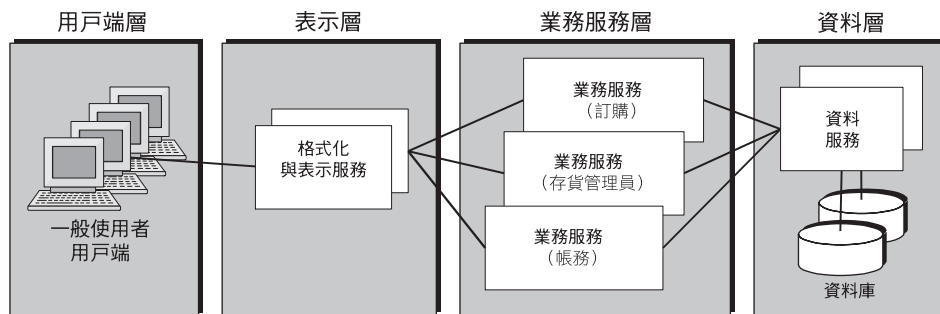 用戶端層
表示層
業務服務層
資料層
一般使用者
用戶端
格式化
與表示服務
業務服務
（訂購）
業務服務
（存貨管理員）
業務服務
（帳務）
資料
服務
資料庫